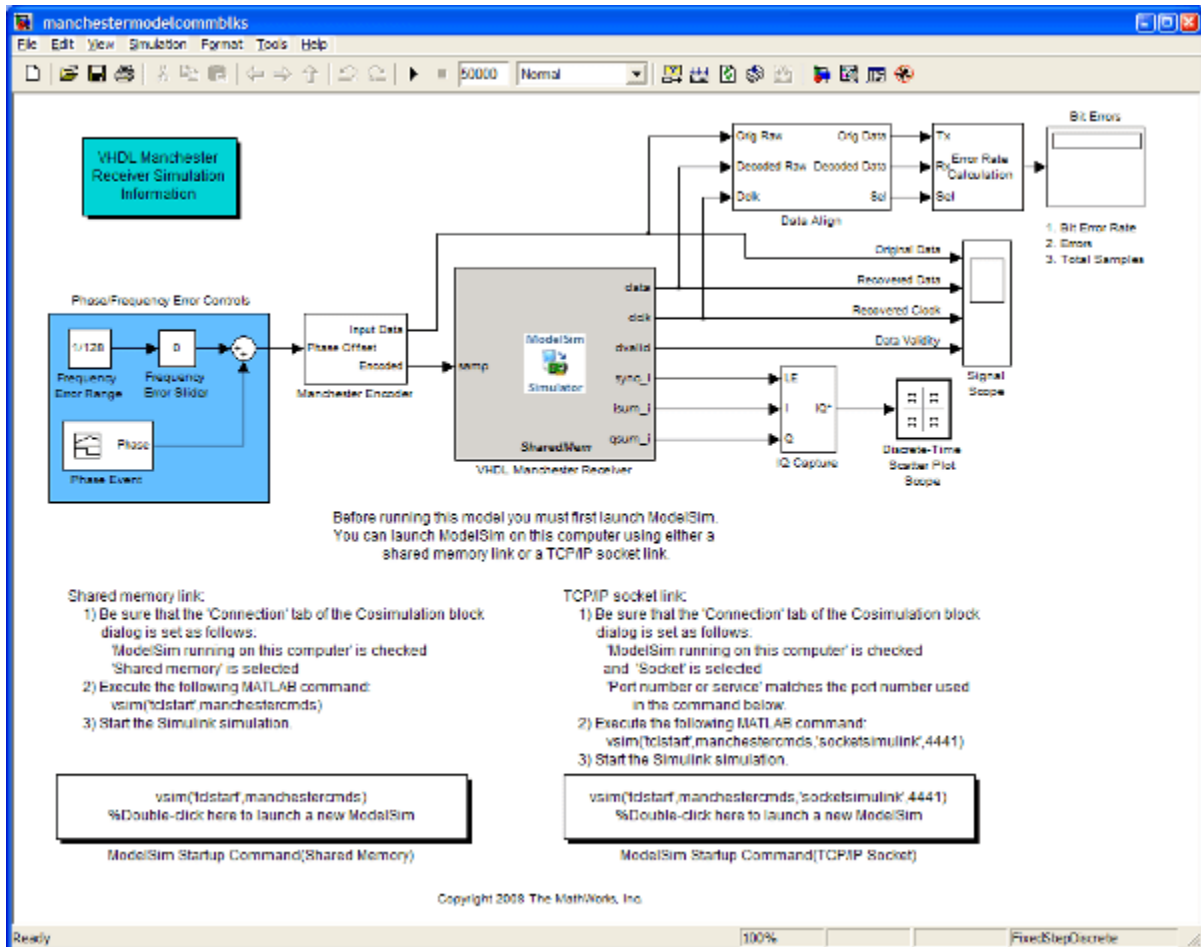 manchestermodelcommblks
File Edit View Simulation Format Tools Help
50000 Normal
VHDL Manchester
Receiver Simulation
Information
Orig Raw Orig Data
Decoded Raw Decoded Data
Dclk Sel
Data Align
Tx
Rx
Sel
Error Rate
Calculation
Bit Errors
1. Bit Error Rate
2. Errors
3. Total Samples
Original Data
Recovered Data
Recovered Clock
Data Validity
Signal
Scope
Phase/Frequency Error Controls
1/128
Frequency
Error Range
0
Frequency
Error Slider
Phase
Phase Event
Input Data
Phase Offset
Encoded
Manchester Encoder
samp
ModelSim
Simulator
data
dclk
dvalid
sync_i
isum_i
qsum_i
SharedMem
VHDL Manchester Receiver
LE
I IQ*
Q
IQ Capture
Discrete-Time
Scatter Plot
Scope
Before running this model you must first launch ModelSim.
You can launch ModelSim on this computer using either a
shared memory link or a TCP/IP socket link.
Shared memory link:
1) Be sure that the 'Connection' tab of the Cosimulation block
dialog is set as follows:
'ModelSim running on this computer' is checked
'Shared memory' is selected
2) Execute the following MATLAB command:
vsim('tclstart',manchestercmds)
3) Start the Simulink simulation.
TCP/IP socket link:
1) Be sure that the 'Connection' tab of the Cosimulation block
dialog is set as follows:
'ModelSim running on this computer' is checked
and 'Socket' is selected
'Port number or service' matches the port number used
in the command below.
2) Execute the following MATLAB command:
vsim('tclstart',manchestercmds,'socketsimulink',4441)
3) Start the Simulink simulation.
vsim('tclstart',manchestercmds)
%Double-click here to launch a new ModelSim
ModelSim Startup Command(Shared Memory)
vsim('tclstart',manchestercmds,'socketsimulink',4441)
%Double-click here to launch a new ModelSim
ModelSim Startup Command(TCP/IP Socket)
Copyright 2008 The MathWorks, Inc.
Ready 100% FixedStepDiscrete